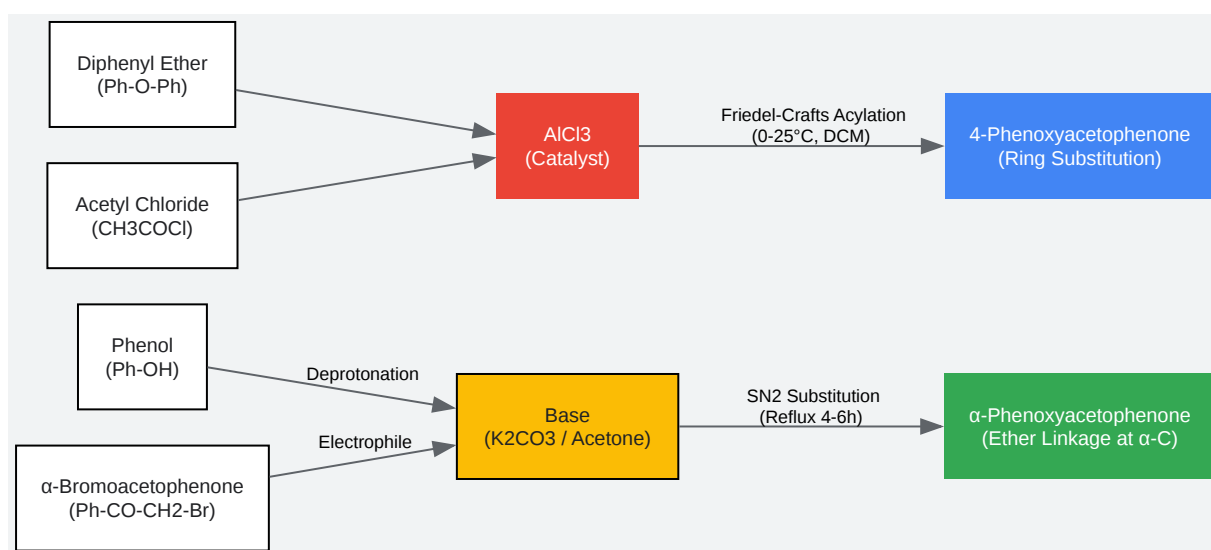 Diphenyl Ether
(Ph-O-Ph)
Acetyl Chloride
(CH3COCl)
AlCl3
(Catalyst)
Friedel-Crafts Acylation
(0-25°C, DCM)
4-Phenoxyacetophenone
(Ring Substitution)
Phenol
(Ph-OH)
Deprotonation
α-Bromoacetophenone
(Ph-CO-CH2-Br)
Electrophile
Base
(K2CO3 / Acetone)
SN2 Substitution
(Reflux 4-6h)
α-Phenoxyacetophenone
(Ether Linkage at α-C)